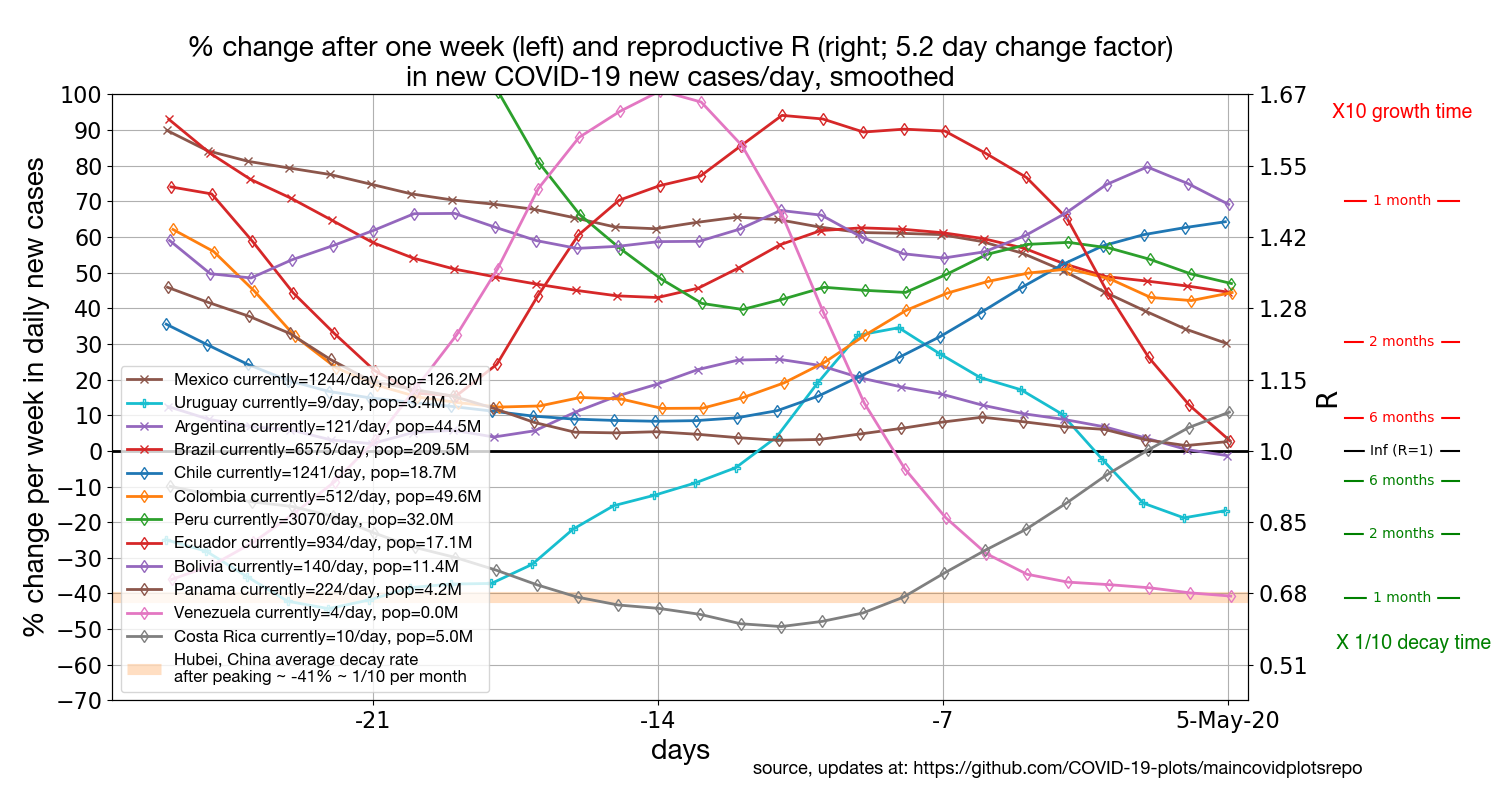 % change after one week (left) and reproductive R (right; 5.2 day change factor)
in new COVID-19 new cases/day, smoothed
% change per week in daily new cases
100
90
80
70
60
50
40
30
20
10
0
−10
−20
−30
−40
−50
−60
−70
Mexico currently=1244/day, pop=126.2M
Uruguay currently=9/day, pop=3.4M
Argentina currently=121/day, pop=44.5M
Brazil currently=6575/day, pop=209.5M
Chile currently=1241/day, pop=18.7M
Colombia currently=512/day, pop=49.6M
Peru currently=3070/day, pop=32.0M
Ecuador currently=934/day, pop=17.1M
Bolivia currently=140/day, pop=11.4M
Panama currently=224/day, pop=4.2M
Venezuela currently=4/day, pop=0.0M
Costa Rica currently=10/day, pop=5.0M
Hubei, China average decay rate
after peaking ~ -41% ~ 1/10 per month
-21
-14
-7
5-May-20
days
1.67
1.55
1.42
1.28
1.15
1.0
0.85
0.68
0.51
R
X10 growth time
1 month
2 months
6 months
Inf (R=1)
6 months
2 months
1 month
X 1/10 decay time
source, updates at: https://github.com/COVID-19-plots/maincovidplotsrepo